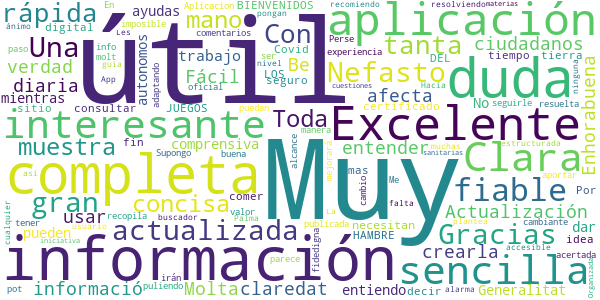 rápida
En
ayudas
imposible
Les
digital
Aplicacion
BIENVENIDOS
comentarios
mano
Con
pongan
Covid
aplicación
recomiendo
resolviendo
materias
ánimo
paso
info
molt
guía
App
Una
verdad
diaria
mientras
útil
autónomos
adaptando
trabajo
Fácil
Be
ser
nivel
seguro
LOS
oficial
Perse
experiencia
tanta
ciudadanos
DEL
tiempo
tierra
Nefasto
duda
ninguna
cuestiones
Hacia
afecta
No
seguirle
resuelta
certificado
puedan
Enhorabuena
sitio
consultar
JUEGOS
interesante
Toda
Excelente
manera
muchas
sanitarias
estructurada
muestra
fin
comprensiva
entender
Clara
Supongo
buena
alcance
mejorará
mas
cambio
Me
falta
aportar
completa
Muy
fiable
Por
así
gran
concisa
usar
comer
valor
Palma
tener
recopila
HAMBRE
fidedigna
publicada
La
necesitan
Actualización
cambiante
dar
idea
cualquier
pueden
usuario
buscador
actualizada
Gracias
crearla
planeja
accesible
acertada
iniciativa
información
parece
sencilla
pot
informació
puliendo
Molta
claredat
irán
entiendo
decir
alarma
Generalitat